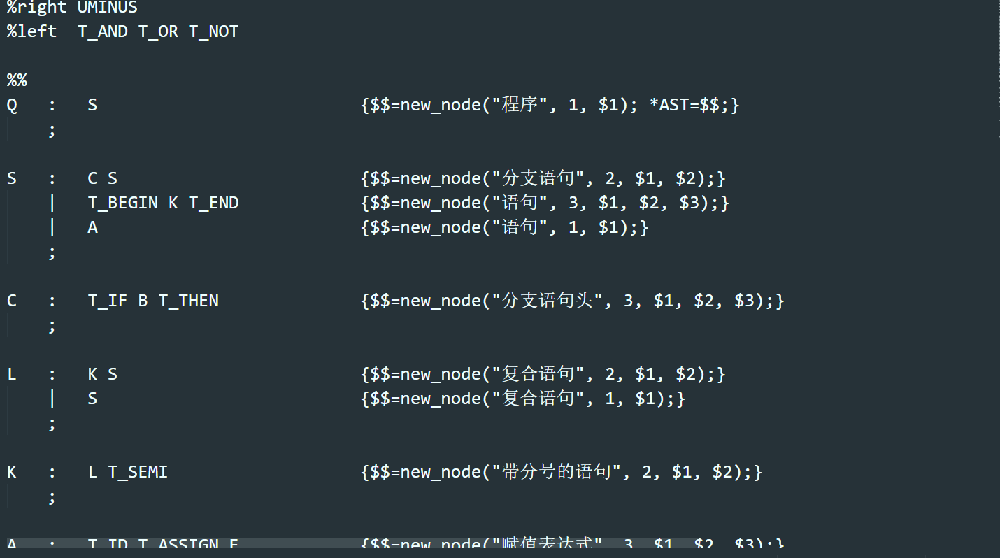 %right UMINUS
%left  T_AND T_OR T_NOT
%%
Q   :   S                          {$$=new_node("程序", 1, $1); *AST=$$;}
    ;
S   :   C S                        {$$=new_node("分支语句", 2, $1, $2);}
    |   T_BEGIN K T_END            {$$=new_node("语句", 3, $1, $2, $3);}
    |   A                          {$$=new_node("语句", 1, $1);}
    ;
C   :   T_IF B T_THEN              {$$=new_node("分支语句头", 3, $1, $2, $3);}
    ;
L   :   K S                        {$$=new_node("复合语句", 2, $1, $2);}
    |   S                          {$$=new_node("复合语句", 1, $1);}
    ;
K   :   L T_SEMI                   {$$=new_node("带分号的语句", 2, $1, $2);}
    ;
A   :   T_ID T_ASSIGN E            {$$=new_node("赋值表达式", 3, $1, $2, $3);}